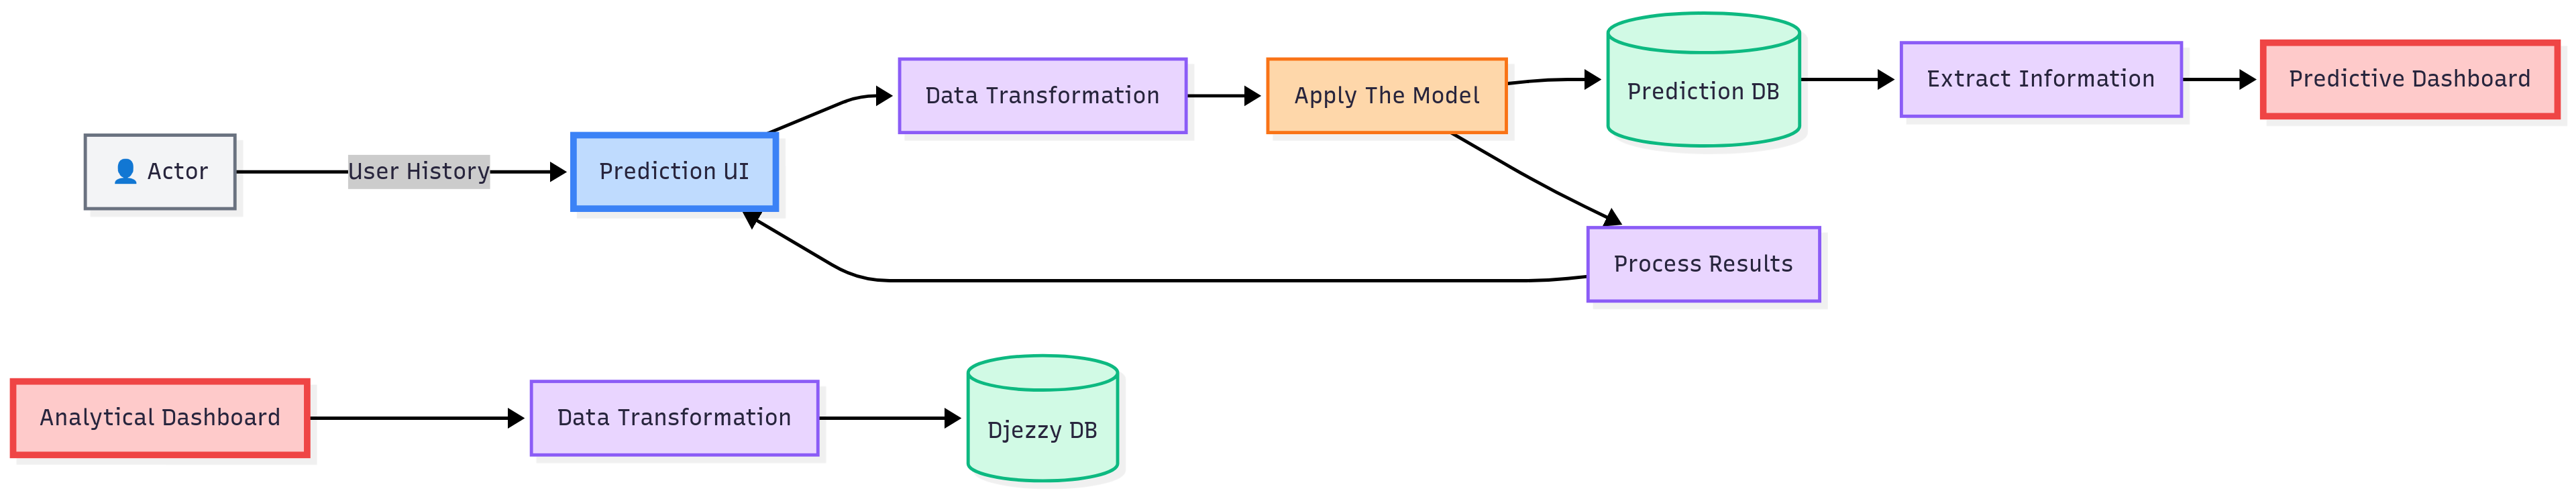 Actor
User History
Prediction UI
Data Transformation
Apply The Model
Prediction DB
Extract Information
Predictive Dashboard
Process Results
Analytical Dashboard
Data Transformation
Djezzy DB